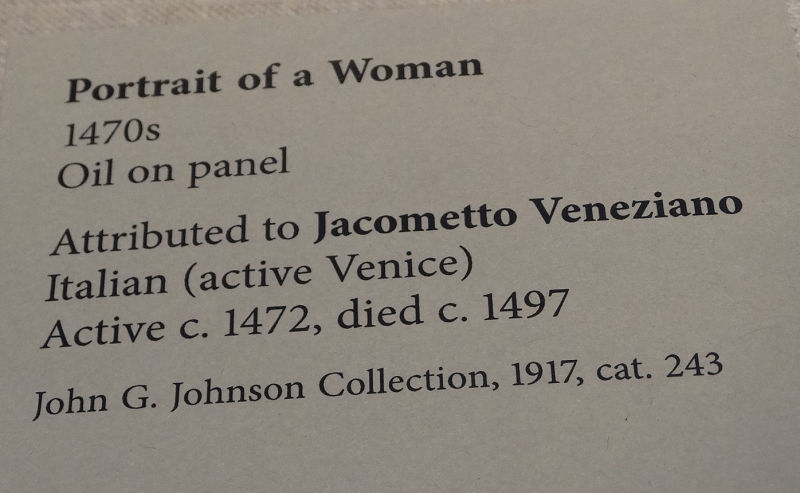 Portrait of a Woman
1470s
Oil on panel
Attributed to Jacometto Veneziano
Italian (active Venice)
Active c. 1472, died c. 1497
John G. Johnson Collection, 1917, cat. 243